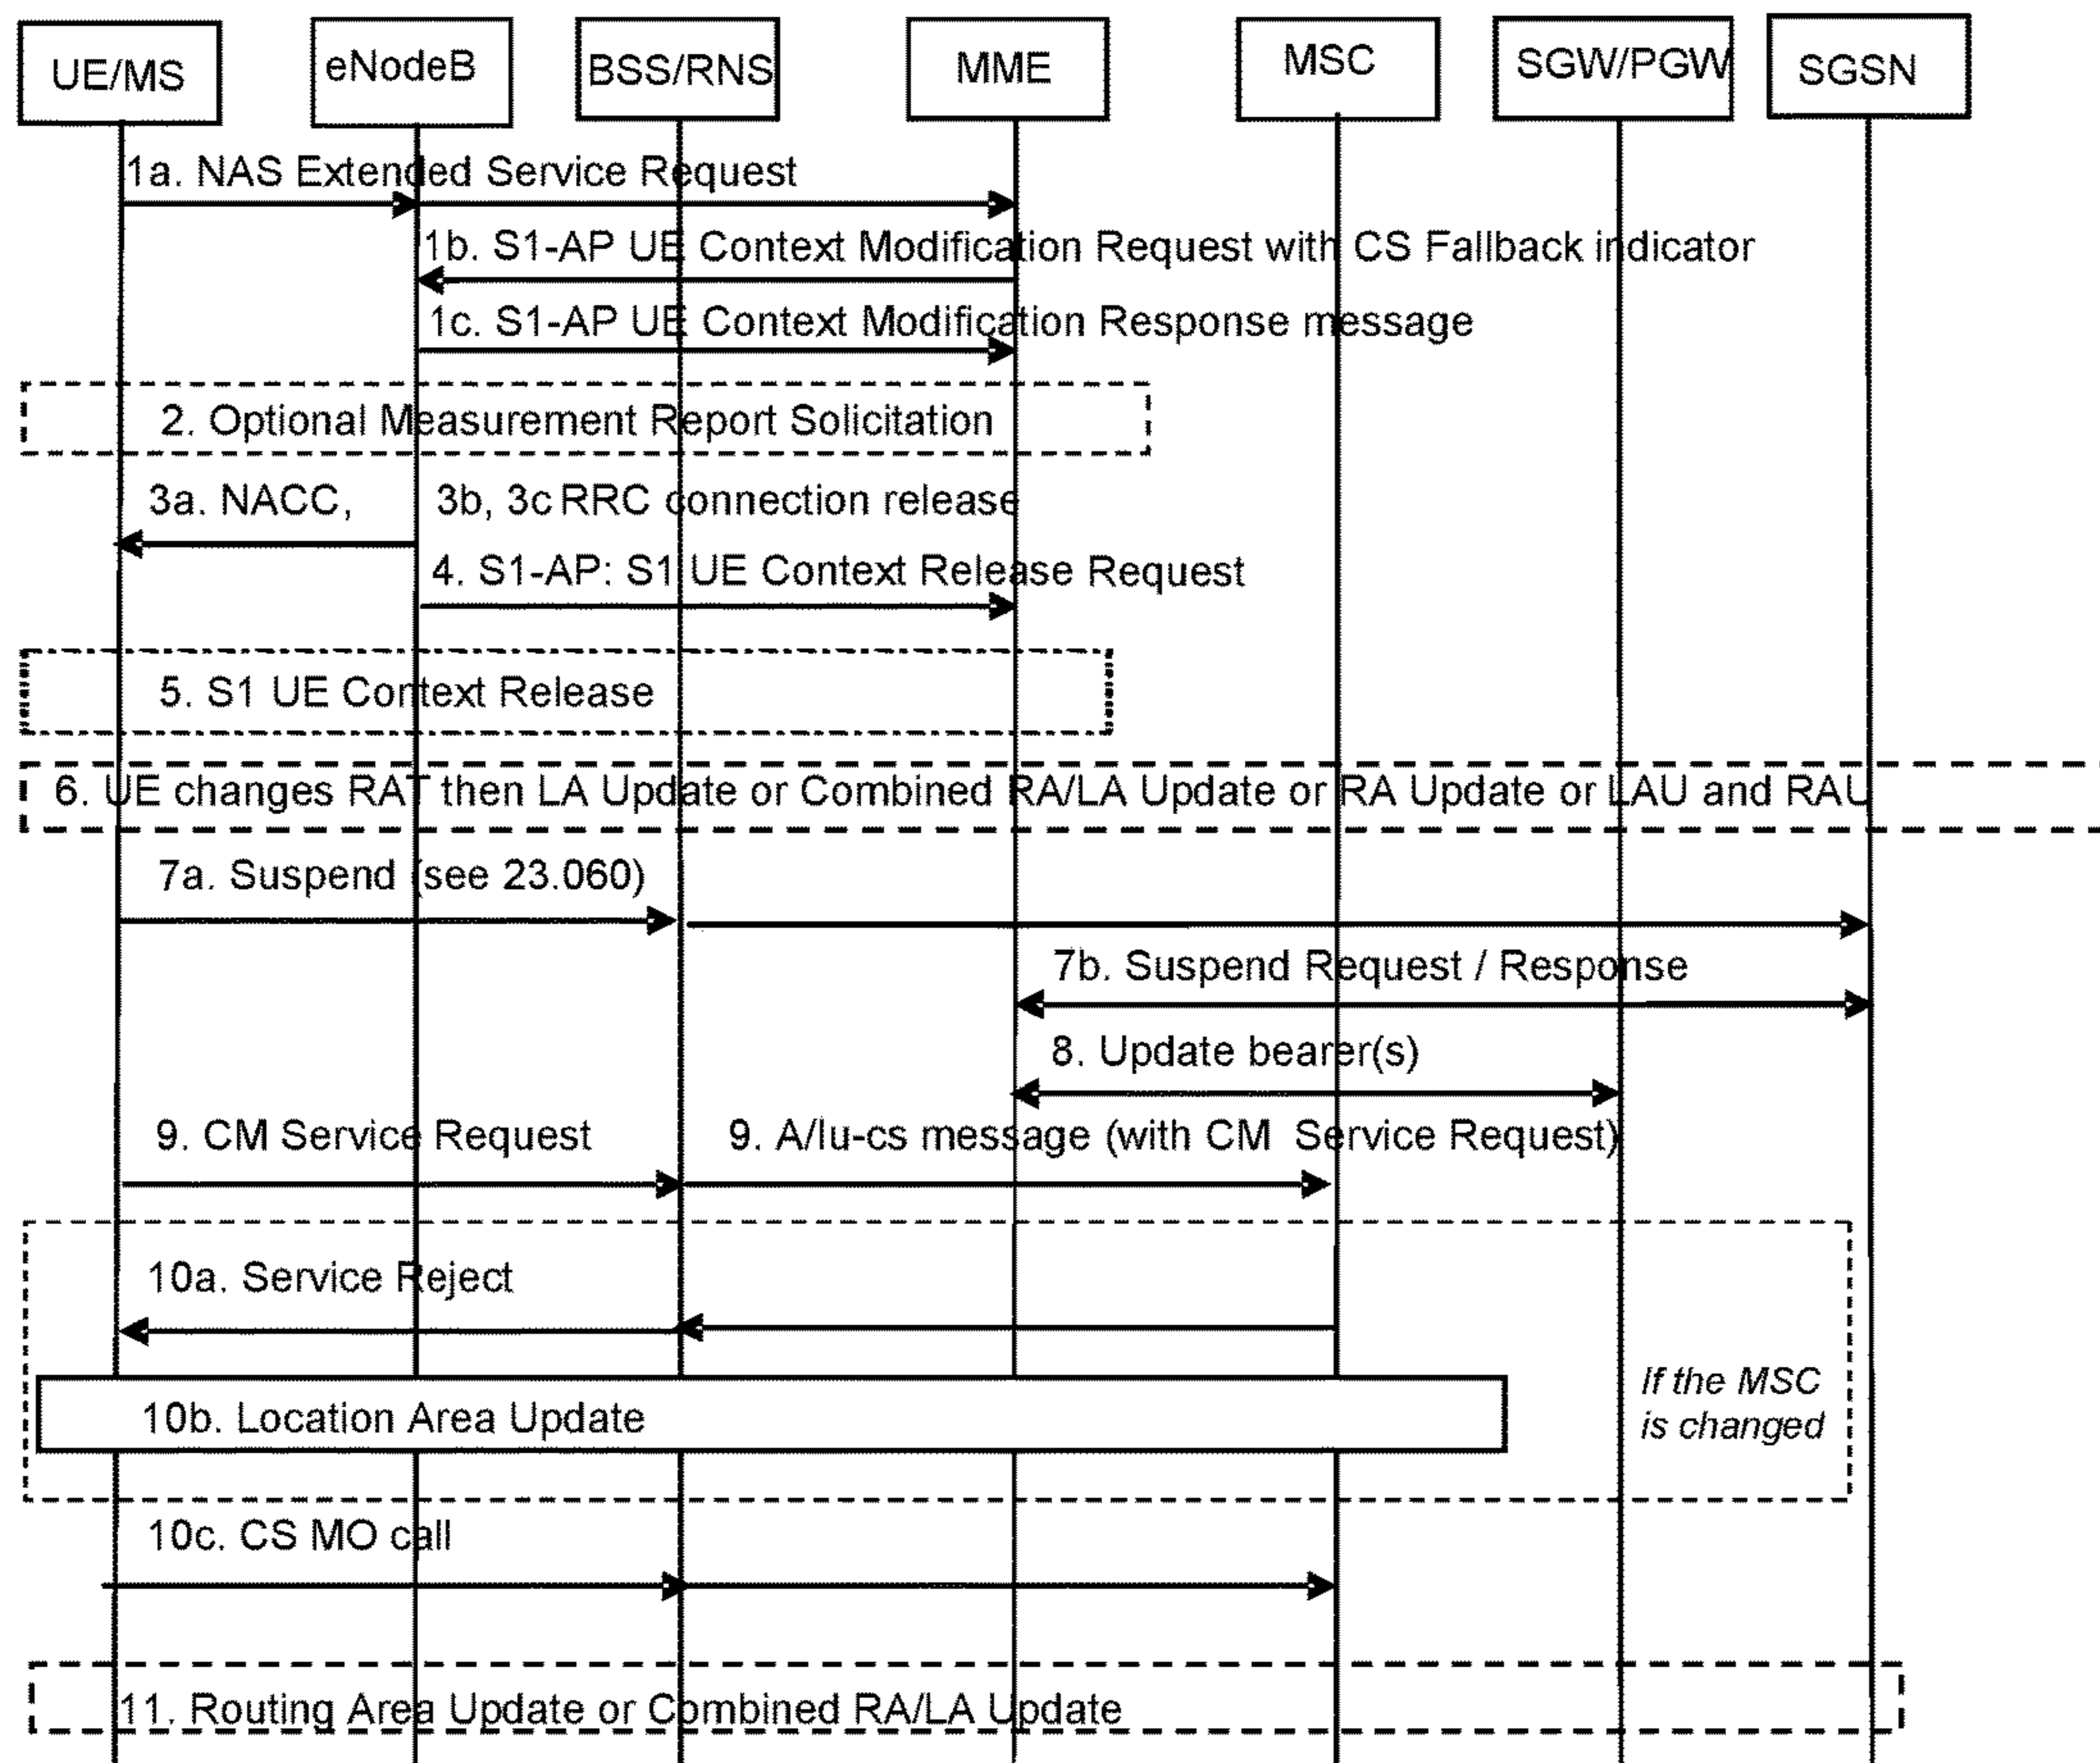 UE/MS
eNodeB
BSS/RNS
MME
MSC
SGW/PGW
SGSN
1a. NAS Extended Service Request
1b. S1-AP UE Context Modification Request with CS Fallback indicator
1c. S1-AP UE Context Modification Response message
2. Optional Measurement Report Solicitation
3a. NACC,
3b, 3c RRC connection release
4. S1-AP: S1 UE Context Release Request
5. S1 UE Context Release
6. UE changes RAT then LA Update or Combined RA/LA Update or RA Update or LAU and RAU
7a. Suspend (see 23.060)
7b. Suspend Request / Response
8. Update bearer(s)
9. CM Service Request
9. A/Iu-cs message (with CM Service Request)
10a. Service Reject
If the MSC
is changed
10b. Location Area Update
10c. CS MO call
11. Routing Area Update or Combined RA/LA Update